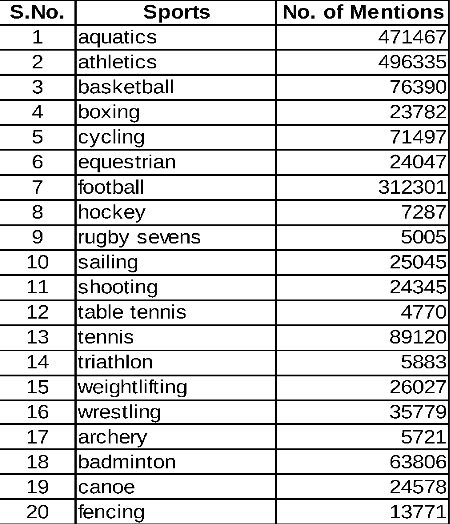 S.No. Sports No. of Mentions
1 aquatics 471467
2 athletics 496335
3 basketball 76390
4 boxing 23782
5 cycling 71497
6 equestrian 24047
7 football 312301
8 hockey 7287
9 rugby sevens 5005
10 sailing 25045
11 shooting 24345
12 table tennis 4770
13 tennis 89120
14 triathlon 5883
15 weightlifting 26027
16 wrestling 35779
17 archery 5721
18 badminton 63806
19 canoe 24578
20 fencing 13771